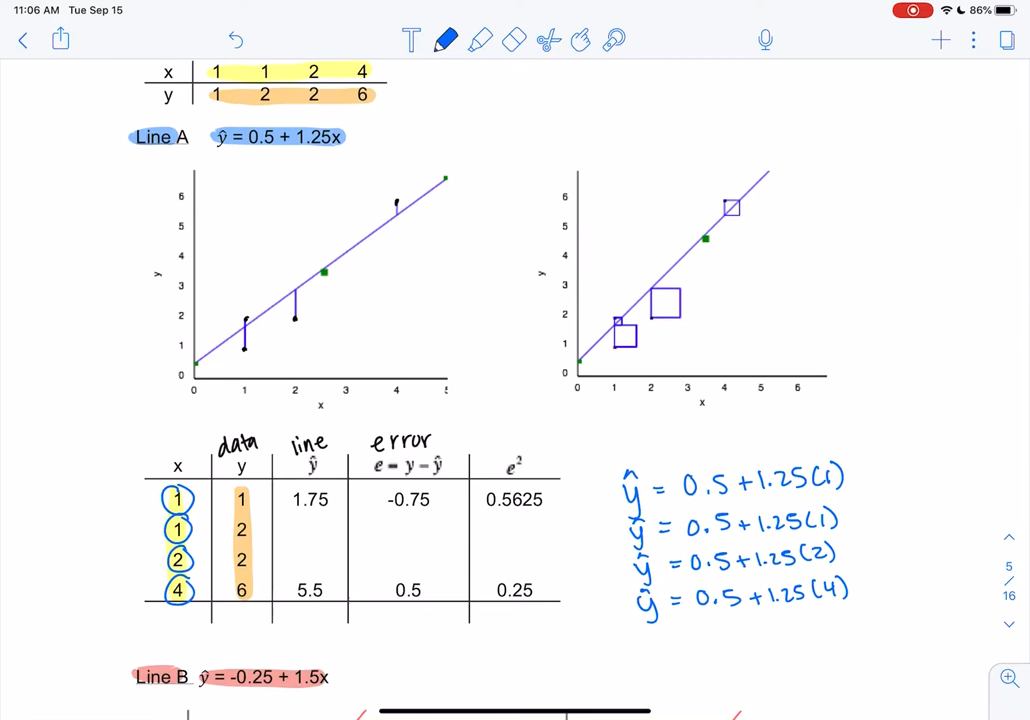 11:06 AM Tue Sep 15 86%
T
x 1 1 2 4
y 1 2 2 6
Line A ŷ = 0.5 + 1.25x
6
5
4
3
2
1
0
y
0 1 2 3 4
x
6
5
4
3
2
1
0
y
0 1 2 3 4 5 6
x
data line error
x y ŷ e = y − ŷ e²
1 1 1.75 -0.75 0.5625
1 2
2 2
4 6 5.5 0.5 0.25
ŷ = 0.5 + 1.25(1)
ŷ = 0.5 + 1.25(1)
ŷ = 0.5 + 1.25(2)
ŷ = 0.5 + 1.25(4)
5
/
16
Line B ŷ = -0.25 + 1.5x